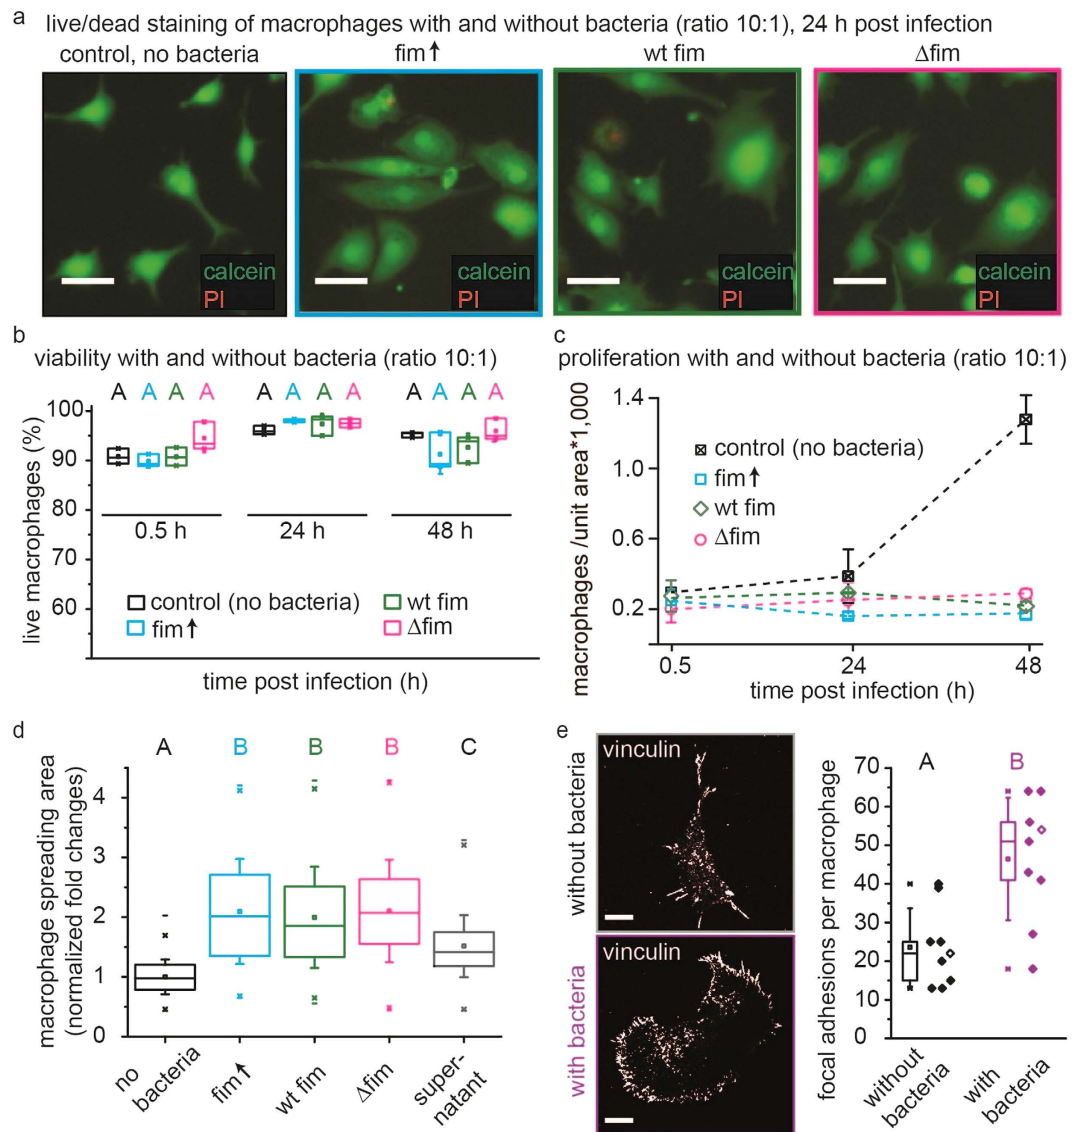 a
live/dead staining of macrophages with and without bacteria (ratio 10:1), 24 h post infection
control, no bacteria
fim↑
wt fim
Δfim
calcein
PI
calcein
PI
calcein
PI
calcein
PI
b
viability with and without bacteria (ratio 10:1)
A A A A
A A A A
A A A A
live macrophages (%)
100
90
80
70
60
0.5 h
24 h
48 h
control (no bacteria)
fim↑
wt fim
Δfim
time post infection (h)
c
proliferation with and without bacteria (ratio 10:1)
macrophages /unit area*1,000
1.4
1.0
0.6
0.2
control (no bacteria)
fim↑
wt fim
Δfim
0.5
24
48
time post infection (h)
d
A
B
B
B
C
macrophage spreading area
(normalized fold changes)
4
3
2
1
0
no
bacteria
fim↑
wt fim
Δfim
super-
natant
e
without bacteria
vinculin
with bacteria
vinculin
focal adhesions per macrophage
70
60
50
40
30
20
10
0
A
B
without
bacteria
with
bacteria